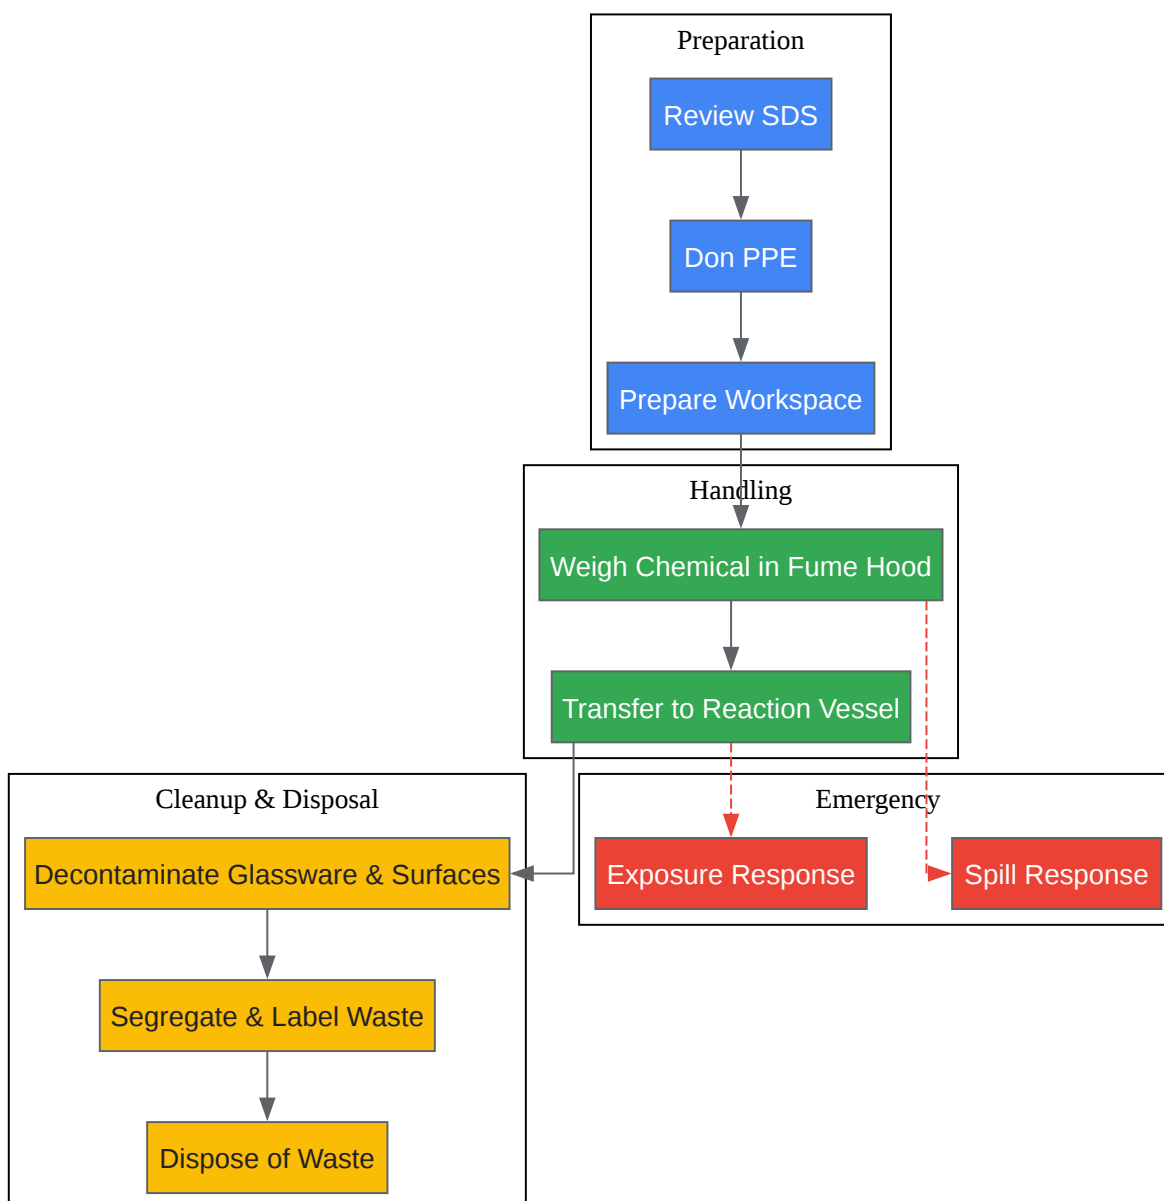 Preparation
Review SDS
Don PPE
Prepare Workspace
Handling
Weigh Chemical in Fume Hood
Transfer to Reaction Vessel
Cleanup & Disposal
Decontaminate Glassware & Surfaces
Segregate & Label Waste
Dispose of Waste
Emergency
Exposure Response
Spill Response